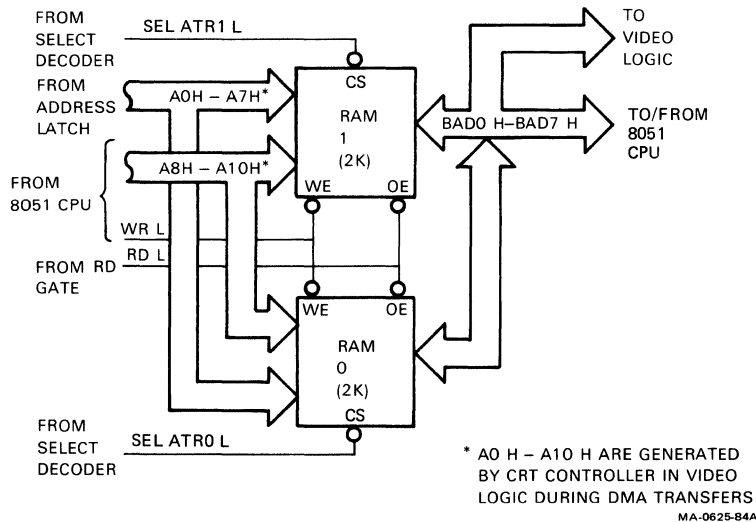 FROM
SELECT
DECODER
SEL ATR1 L
FROM
ADDRESS
LATCH
A0H – A7H*
A8H – A10H*
FROM
8051 CPU
WR L
RD L
FROM RD
GATE
CS
RAM
1
(2K)
WE OE
TO
VIDEO
LOGIC
BAD0 H–BAD7 H
TO/FROM
8051
CPU
WE OE
RAM
0
(2K)
CS
FROM
SELECT
DECODER
SEL ATR0 L
* A0 H – A10 H ARE GENERATED
BY CRT CONTROLLER IN VIDEO
LOGIC DURING DMA TRANSFERS
MA-0625-84A